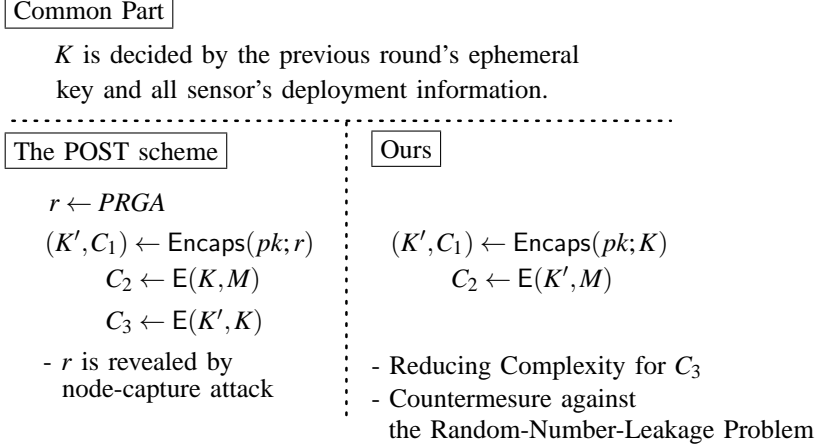 Common Part
K is decided by the previous round's ephemeral
key and all sensor's deployment information.
The POST scheme
r ← PRGA
(K′,C₁) ← Encaps(pk;r)
C₂ ← E(K,M)
C₃ ← E(K′,K)
- r is revealed by
node-capture attack
Ours
(K′,C₁) ← Encaps(pk;K)
C₂ ← E(K′,M)
- Reducing Complexity for C₃
- Countermesure against
the Random-Number-Leakage Problem